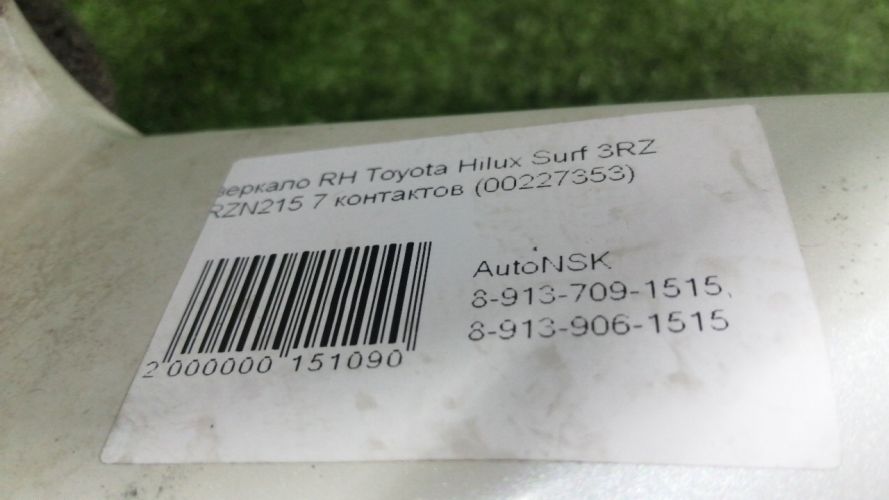 зеркало RH Toyota Hilux Surf 3RZ
RZN215 7 контактов (00227353)
AutoNSK
8-913-709-1515,
8-913-906-1515
2 000000 151090